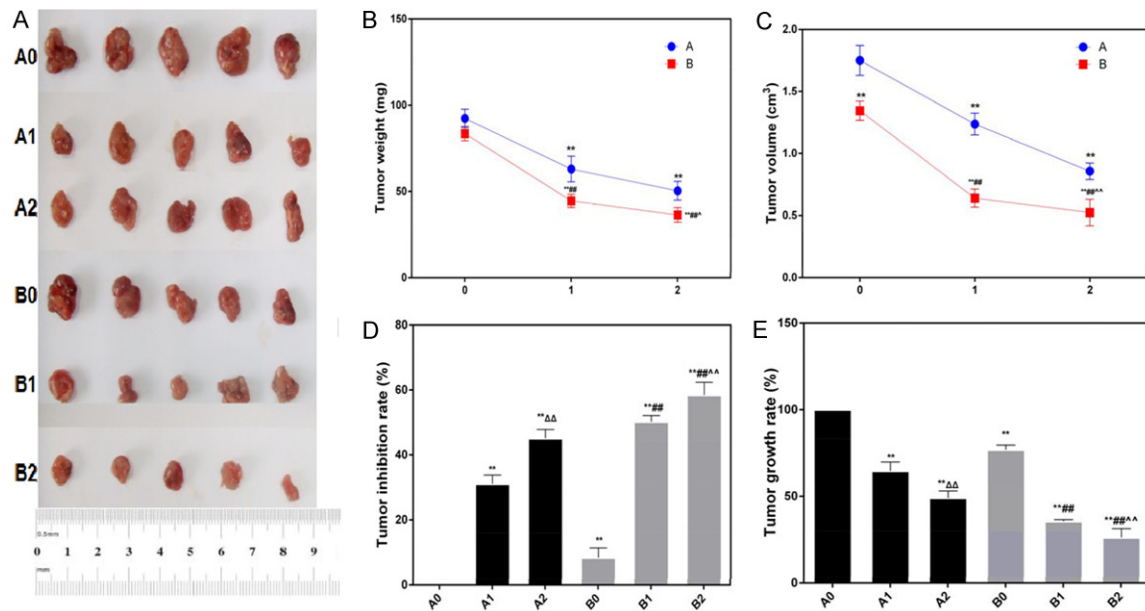 A
A0
A1
A2
B0
B1
B2
0.5mm
0 1 2 3 4 5 6 7 8 9
mm
B
Tumor weight (mg)
150
100
50
0
A
B
**
**##
**
**##^
0 1 2
C
Tumor volume (cm3)
2.0
1.5
1.0
0.5
0.0
A
B
**
**
**##
**
**##^^
0 1 2
D
Tumor inhibition rate (%)
80
60
40
20
0
**
**ΔΔ
**
**##
**##^^
A0 A1 A2 B0 B1 B2
E
Tumor growth rate (%)
150
100
50
0
**
**ΔΔ
**
**##
**##^^
A0 A1 A2 B0 B1 B2